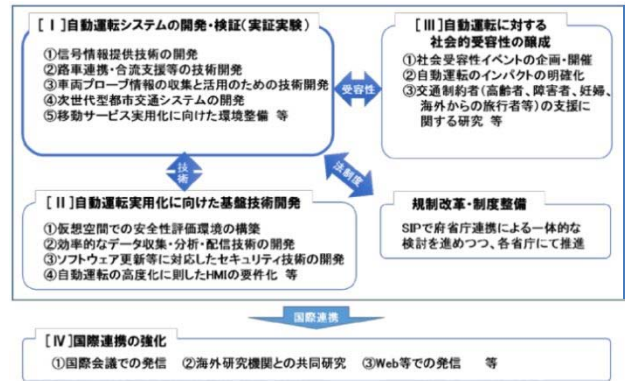 [Ⅰ]自動運転システムの開発・検証(実証実験)
①信号情報提供技術の開発
②路車連携・合流支援等の技術開発
③車両プローブ情報の収集と活用のための技術開発
④次世代型都市交通システムの開発
⑤移動サービス実用化に向けた環境整備 等
受容性
[Ⅲ]自動運転に対する
社会的受容性の醸成
①社会受容性イベントの企画・開催
②自動運転のインパクトの明確化
③交通制約者(高齢者、障害者、妊婦、
海外からの旅行者等)の支援に
関する研究 等
技術
法制度
[Ⅱ]自動運転実用化に向けた基盤技術開発
①仮想空間での安全性評価環境の構築
②効率的なデータ収集・分析・配信技術の開発
③ソフトウェア更新等に対応したセキュリティ技術の開発
④自動運転の高度化に則したHMIの要件化 等
規制改革・制度整備
SIPで府省庁連携による一体的な
検討を進めつつ、各省庁にて推進
国際連携
[Ⅳ]国際連携の強化
①国際会議での発信 ②海外研究機関との共同研究 ③Web等での発信 等